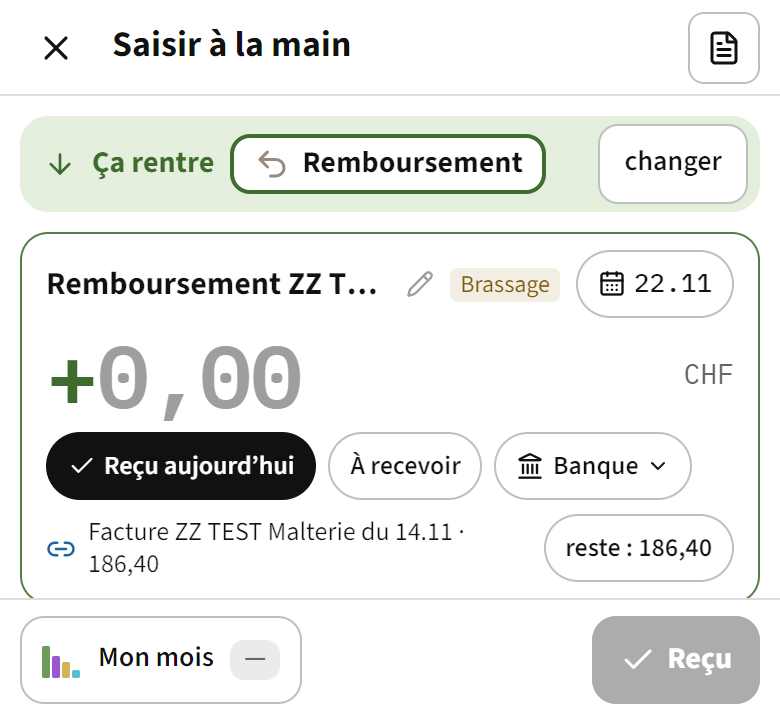 Saisir à la main
Ça rentre Remboursement changer
Remboursement ZZ T... Brassage 22.11
+0,00 CHF
Reçu aujourd’hui À recevoir Banque
Facture ZZ TEST Malterie du 14.11 ·
186,40
reste : 186,40
Mon mois — Reçu